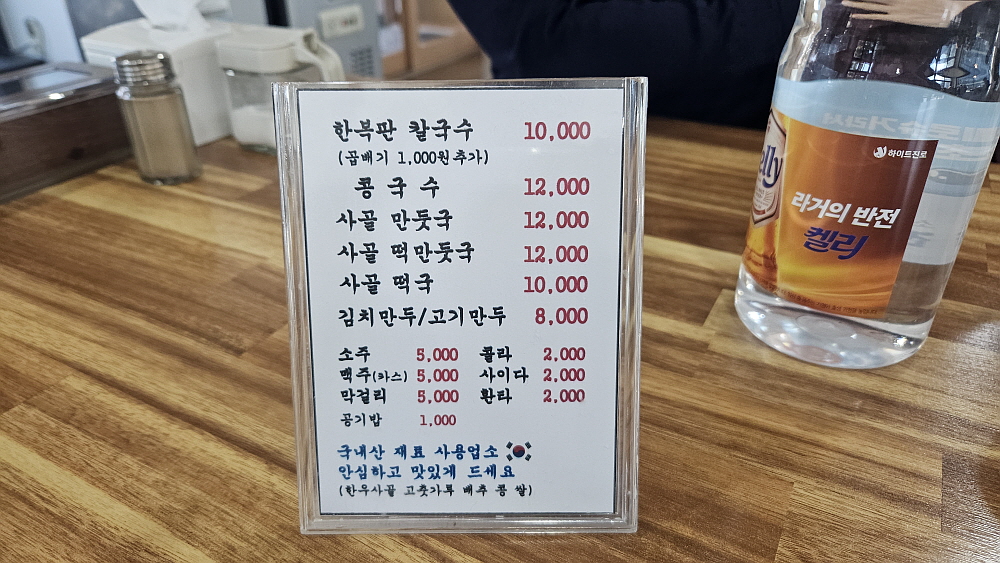 한복판 칼국수 10,000
(곱배기 1,000원추가)
콩국수 12,000
사골 만둣국 12,000
사골 떡만둣국 12,000
사골 떡국 10,000
김치만두/고기만두 8,000
소주 5,000 콜라 2,000
맥주(카스) 5,000 사이다 2,000
막걸리 5,000 환타 2,000
공기밥 1,000
국내산 재료 사용업소
안심하고 맛있게 드세요
(한우사골 고춧가루 배추 콩 쌀)
하이트진로
라거의 반전
켈리